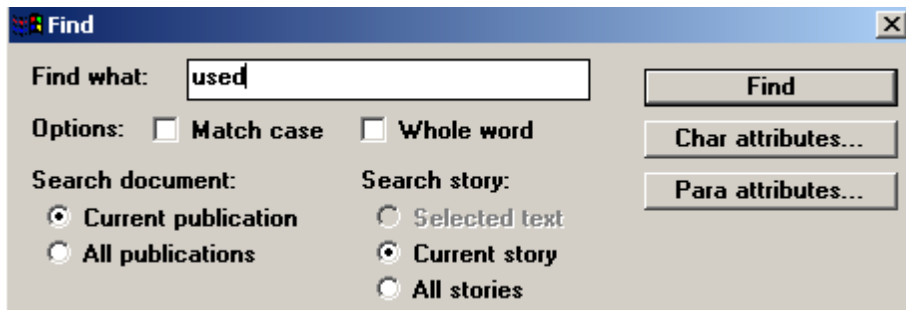 Find
Find what: used
Find
Options: Match case Whole word
Char attributes...
Search document: Search story:
Para attributes...
Current publication Selected text
All publications Current story
All stories